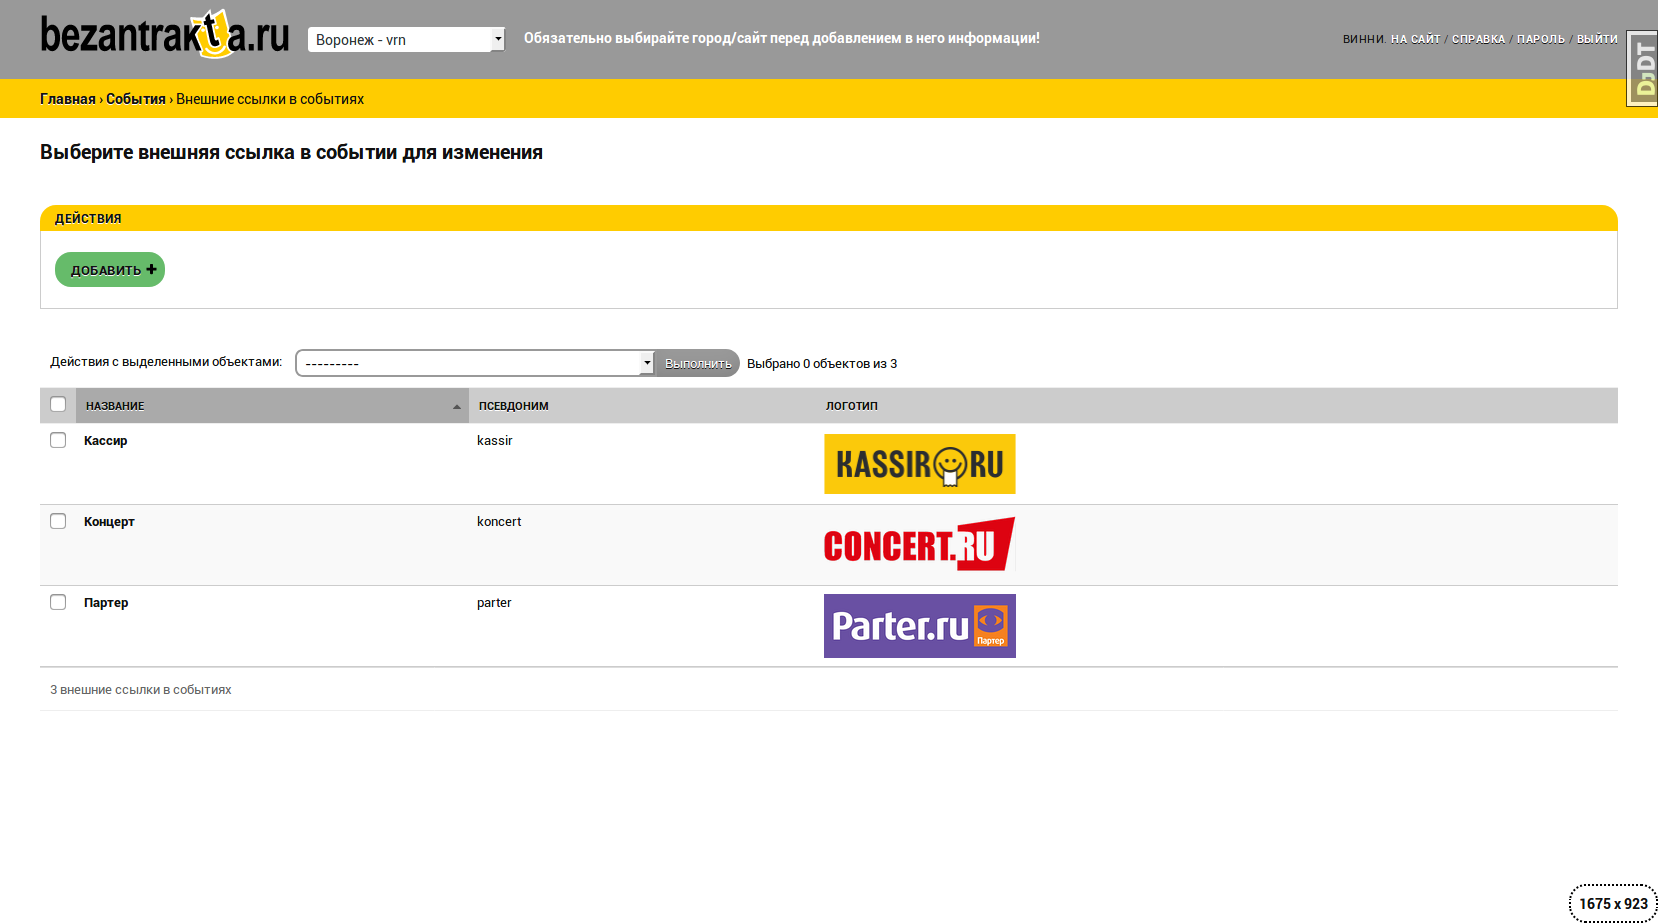 bezantrakta.ru
Воронеж - vrn
Обязательно выбирайте город/сайт перед добавлением в него информации!
ВИННИ. НА САЙТ / СПРАВКА / ПАРОЛЬ / ВЫЙТИ
DjDT
Главная › События › Внешние ссылки в событиях
Выберите внешняя ссылка в событии для изменения
ДЕЙСТВИЯ
ДОБАВИТЬ +
Действия с выделенными объектами: --------- Выполнить Выбрано 0 объектов из 3
НАЗВАНИЕ ПСЕВДОНИМ ЛОГОТИП
Кассир kassir KASSIR RU
Концерт koncert CONCERT.RU
Партер parter Parter.ru Партер
3 внешние ссылки в событиях
1675 x 923